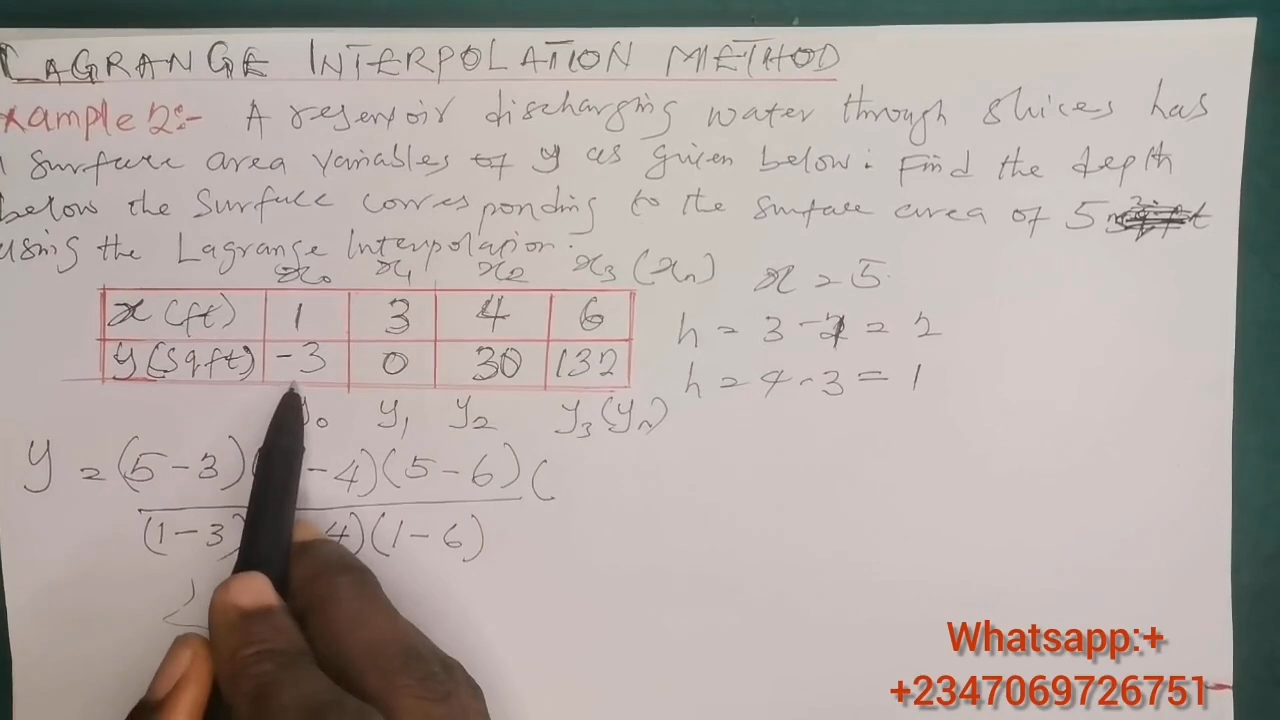 LAGRANGE INTERPOLATION METHOD
xample 2:- A reservoir discharging water through sluices has
surface area variables of y as given below: Find the depth
below the surface corresponding to the surface area of 5
using the Lagrange Interpolation.
x₀ x₁ x₂ x₃ (xₙ) x = 5
x (ft) 1 3 4 6
y (sqft) -3 0 30 132
h = 3 - 1 = 2
h = 4 - 3 = 1
y₀ y₁ y₂ y₃ (yₙ)
y = (5-3)( -4)(5-6) (
(1-3) 4)(1-6)
Whatsapp:+
+2347069726751